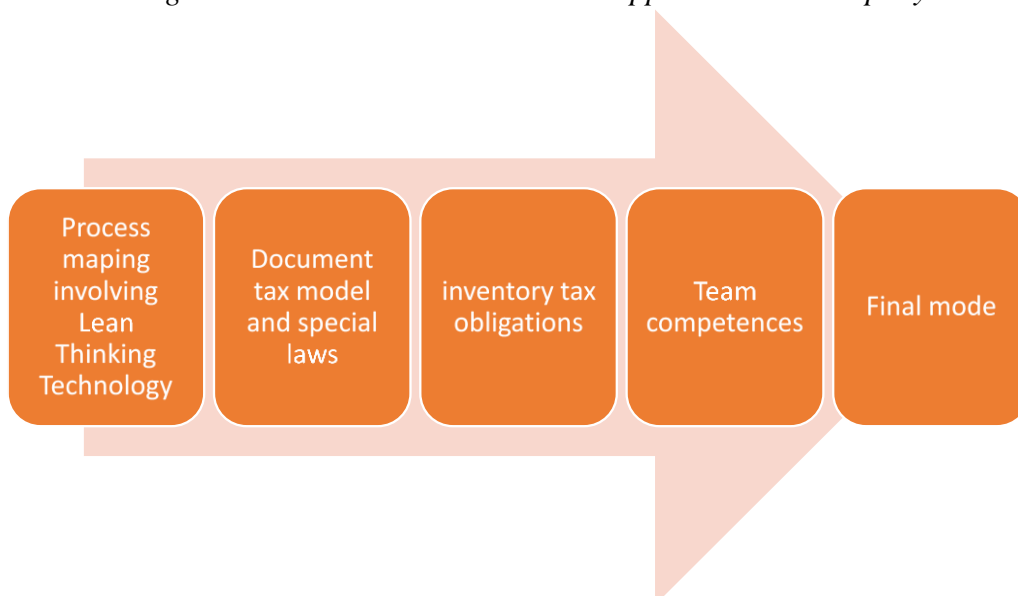 Process
maping
involving
Lean
Thinking
Technology
Document
tax model
and special
laws
inventory tax
obligations
Team
competences
Final mode